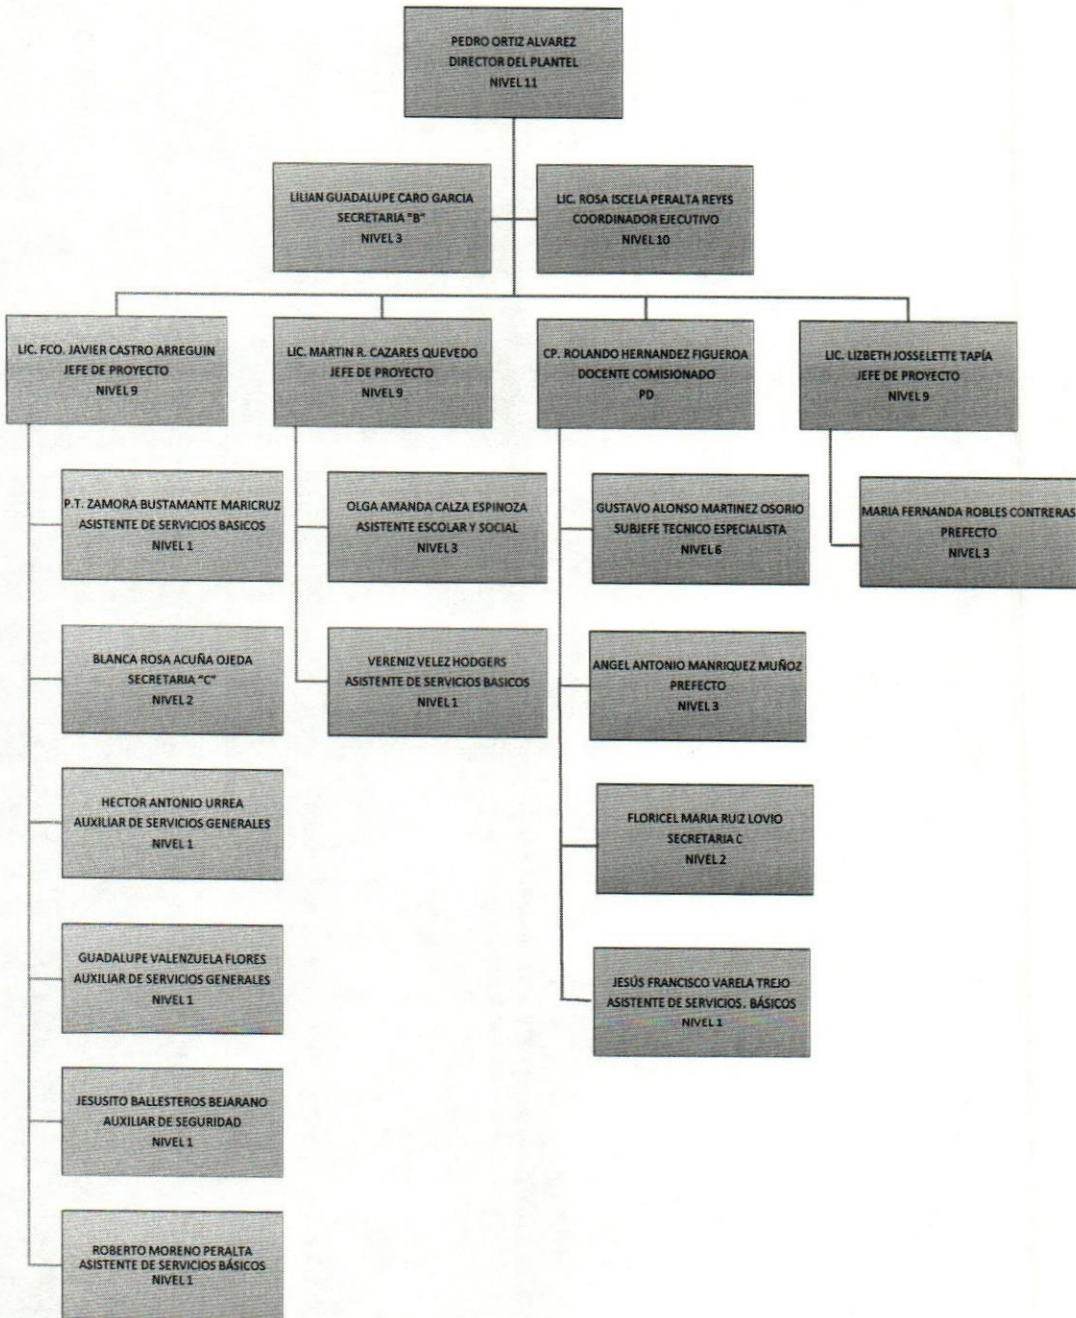 PEDRO ORTIZ ALVAREZ
DIRECTOR DEL PLANTEL
NIVEL 11
LILIAN GUADALUPE CARO GARCIA
SECRETARIA "B"
NIVEL 3
LIC. ROSA ISCELA PERALTA REYES
COORDINADOR EJECUTIVO
NIVEL 10
LIC. FCO. JAVIER CASTRO ARREGUIN
JEFE DE PROYECTO
NIVEL 9
LIC. MARTIN R. CAZARES QUEVEDO
JEFE DE PROYECTO
NIVEL 9
CP. ROLANDO HERNANDEZ FIGUEROA
DOCENTE COMISIONADO
PD
LIC. LIZBETH JOSSELETTE TAPÍA
JEFE DE PROYECTO
NIVEL 9
P.T. ZAMORA BUSTAMANTE MARICRUZ
ASISTENTE DE SERVICIOS BASICOS
NIVEL 1
OLGA AMANDA CALZA ESPINOZA
ASISTENTE ESCOLAR Y SOCIAL
NIVEL 3
GUSTAVO ALONSO MARTINEZ OSORIO
SUBJEFE TECNICO ESPECIALISTA
NIVEL 6
MARIA FERNANDA ROBLES CONTRERAS
PREFECTO
NIVEL 3
BLANCA ROSA ACUÑA OJEDA
SECRETARIA "C"
NIVEL 2
VERENIZ VELEZ HODGERS
ASISTENTE DE SERVICIOS BASICOS
NIVEL 1
ANGEL ANTONIO MANRIQUEZ MUÑOZ
PREFECTO
NIVEL 3
HECTOR ANTONIO URREA
AUXILIAR DE SERVICIOS GENERALES
NIVEL 1
FLORICEL MARIA RUIZ LOVIO
SECRETARIA C
NIVEL 2
GUADALUPE VALENZUELA FLORES
AUXILIAR DE SERVICIOS GENERALES
NIVEL 1
JESÚS FRANCISCO VARELA TREJO
ASISTENTE DE SERVICIOS. BÁSICOS
NIVEL 1
JESUSITO BALLESTEROS BEJARANO
AUXILIAR DE SEGURIDAD
NIVEL 1
ROBERTO MORENO PERALTA
ASISTENTE DE SERVICIOS BÁSICOS
NIVEL 1